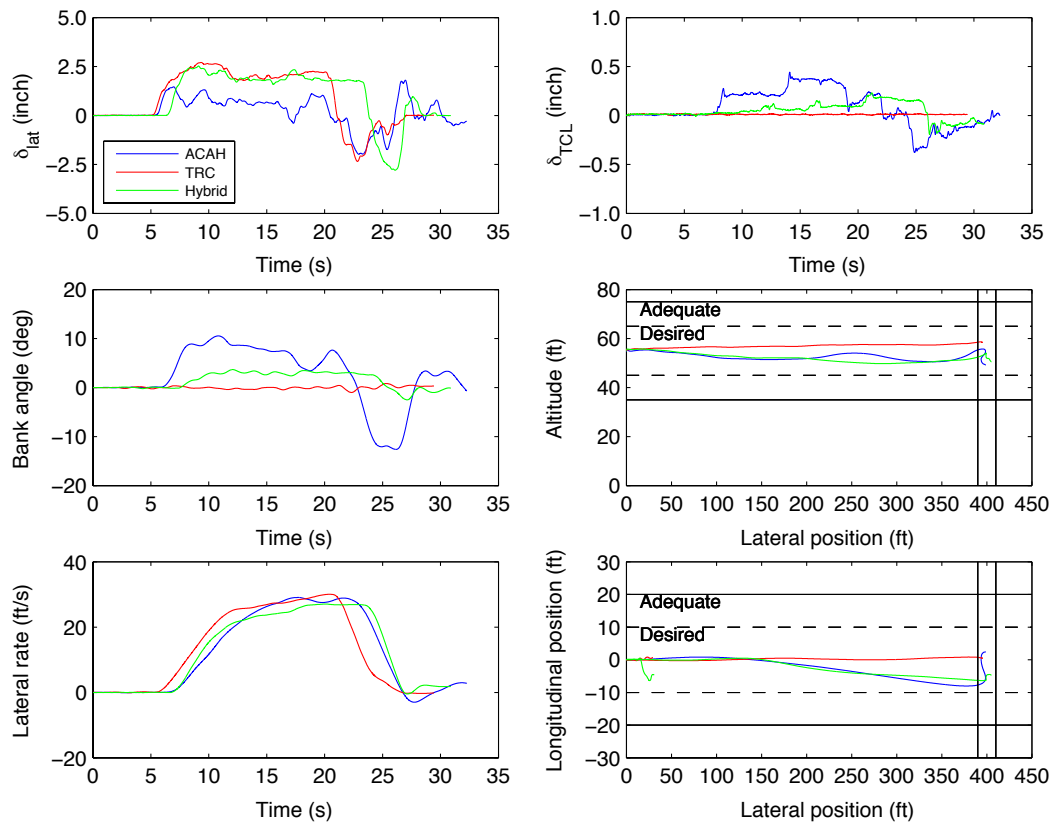 δlat (inch)
5.0
2.5
0
−2.5
−5.0
ACAH
TRC
Hybrid
0 5 10 15 20 25 30 35
Time (s)
δTCL (inch)
1.0
0.5
0
−0.5
−1.0
0 5 10 15 20 25 30 35
Time (s)
Bank angle (deg)
20
10
0
−10
−20
0 5 10 15 20 25 30 35
Time (s)
Altitude (ft)
80
60
40
20
0
Adequate
Desired
0 50 100 150 200 250 300 350 400 450
Lateral position (ft)
Lateral rate (ft/s)
40
20
0
−20
0 5 10 15 20 25 30 35
Time (s)
Longitudinal position (ft)
30
20
10
0
−10
−20
−30
Adequate
Desired
0 50 100 150 200 250 300 350 400 450
Lateral position (ft)